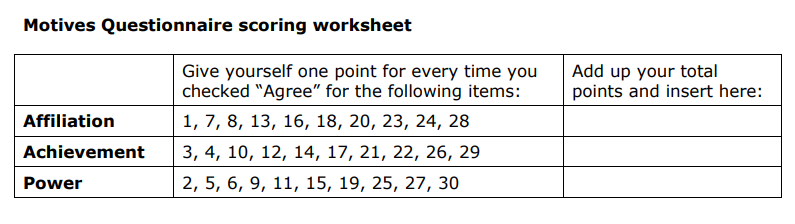 Motives Questionnaire scoring worksheet
Give yourself one point for every time you
checked “Agree” for the following items:
Add up your total
points and insert here:
Affiliation 1, 7, 8, 13, 16, 18, 20, 23, 24, 28
Achievement 3, 4, 10, 12, 14, 17, 21, 22, 26, 29
Power 2, 5, 6, 9, 11, 15, 19, 25, 27, 30